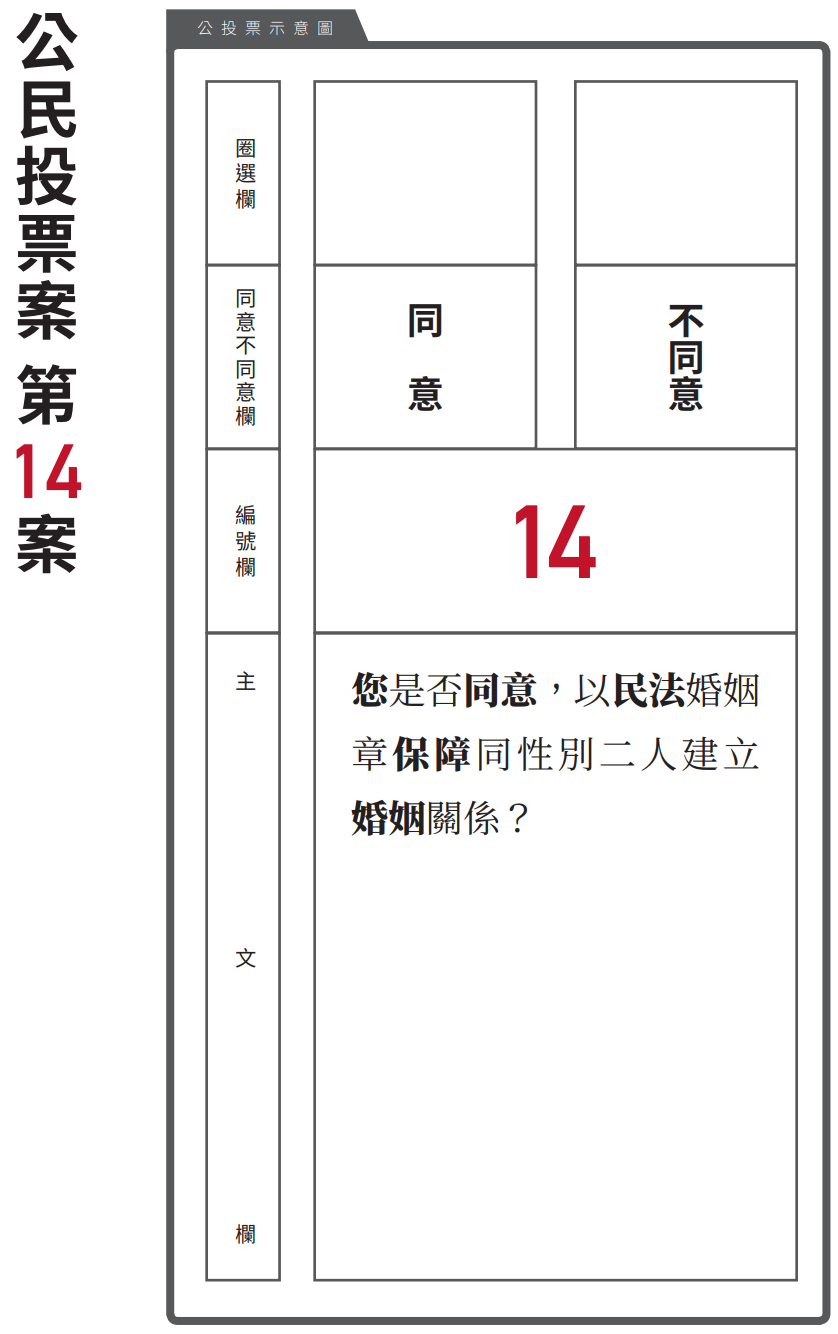 公民投票案 第14案
公投票示意圖
圈選欄
同意不同意欄
同意
不同意
編號欄
14
主文欄
您是否同意，以民法婚姻
章保障同性別二人建立
婚姻關係？